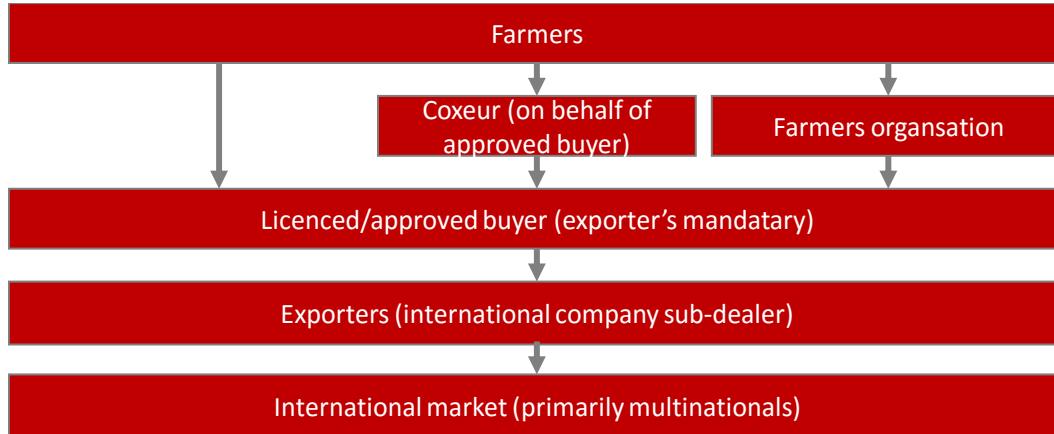 Farmers
Coxeur (on behalf of
approved buyer)
Farmers organsation
Licenced/approved buyer (exporter’s mandatary)
Exporters (international company sub-dealer)
International market (primarily multinationals)